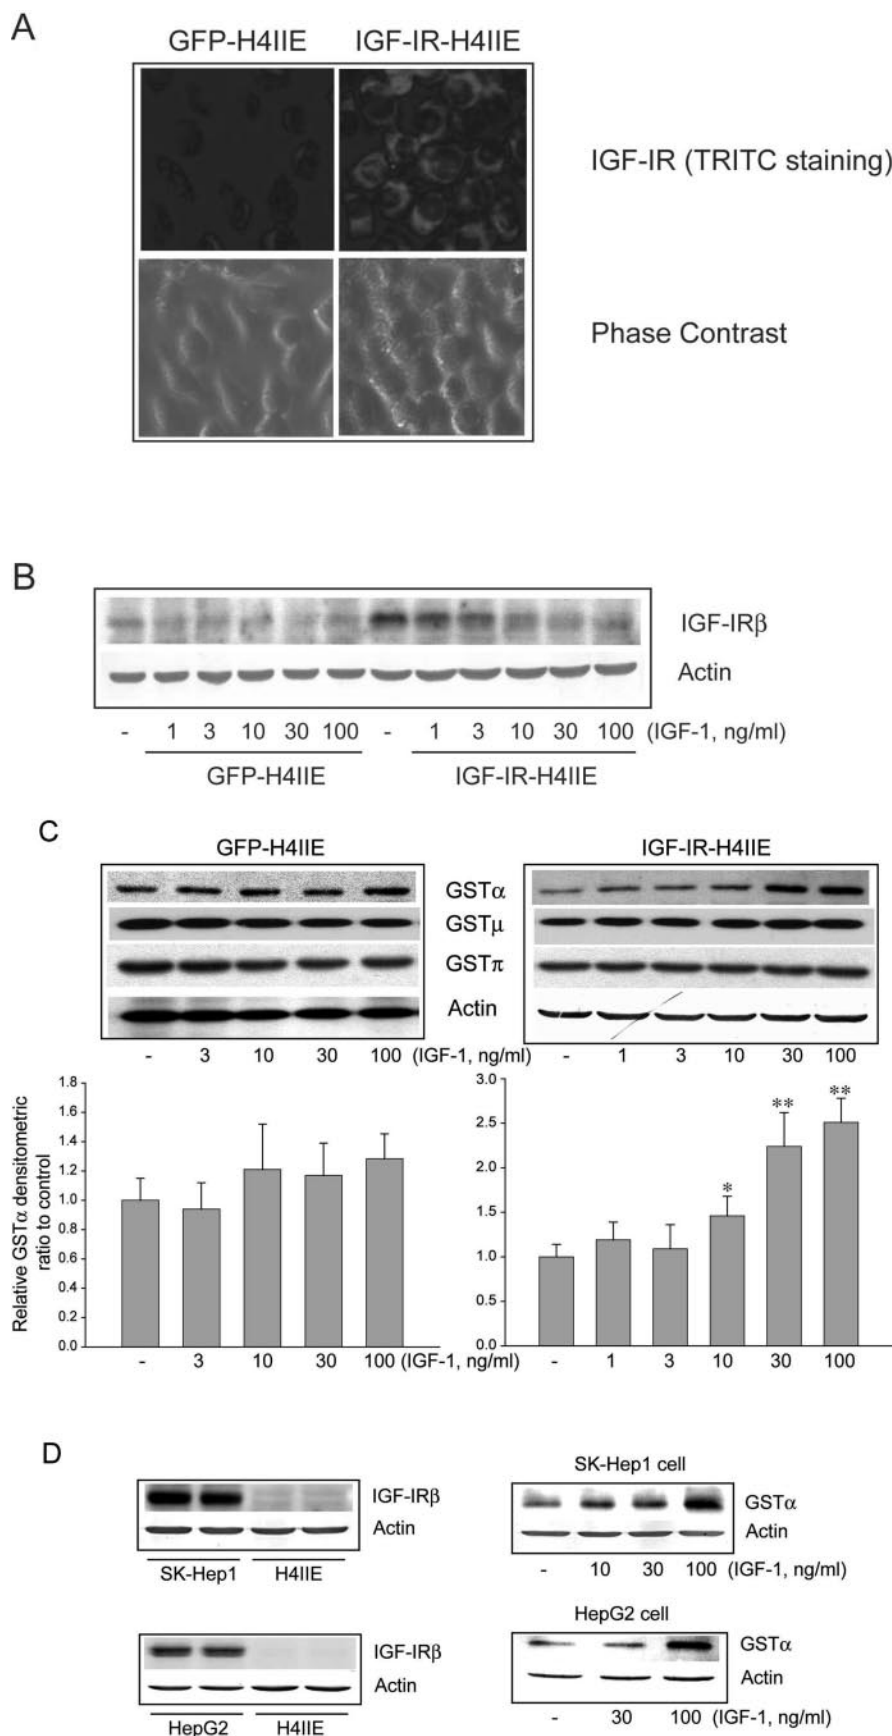 A
GFP-H4IIE IGF-IR-H4IIE
IGF-IR (TRITC staining)
Phase Contrast
B
IGF-IRβ
Actin
- 1 3 10 30 100 - 1 3 10 30 100 (IGF-1, ng/ml)
GFP-H4IIE IGF-IR-H4IIE
C
GFP-H4IIE IGF-IR-H4IIE
GSTα
GSTμ
GSTπ
Actin
- 3 10 30 100 (IGF-1, ng/ml) - 1 3 10 30 100
Relative GSTα densitometric
ratio to control
1.8
1.6
1.4
1.2
1.0
0.8
0.6
0.4
0.2
0.0
- 3 10 30 100 (IGF-1, ng/ml)
3.0
2.5
2.0
1.5
1.0
0.5
0.0
* ** **
- 1 3 10 30 100
D
IGF-IRβ
Actin
SK-Hep1 H4IIE
SK-Hep1 cell
GSTα
Actin
- 10 30 100 (IGF-1, ng/ml)
IGF-IRβ
Actin
HepG2 H4IIE
HepG2 cell
GSTα
Actin
- 30 100 (IGF-1, ng/ml)